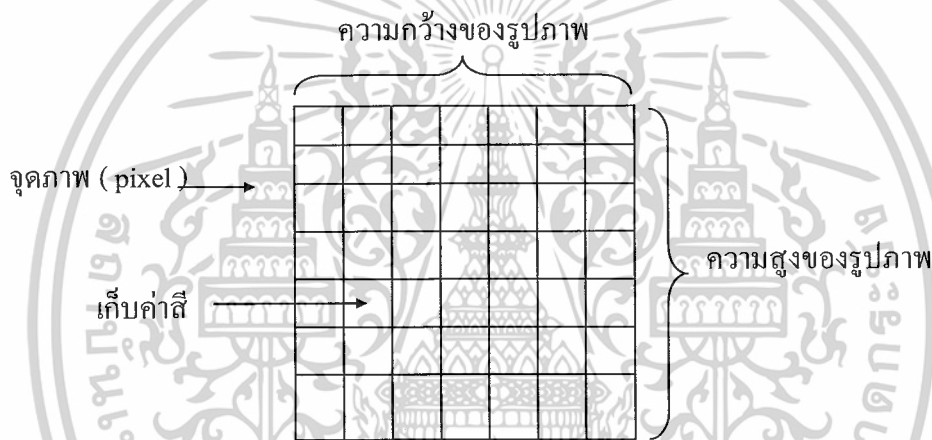 ความกว้างของรูปภาพ
จุดภาพ ( pixel )
ความสูงของรูปภาพ
เก็บค่าสี